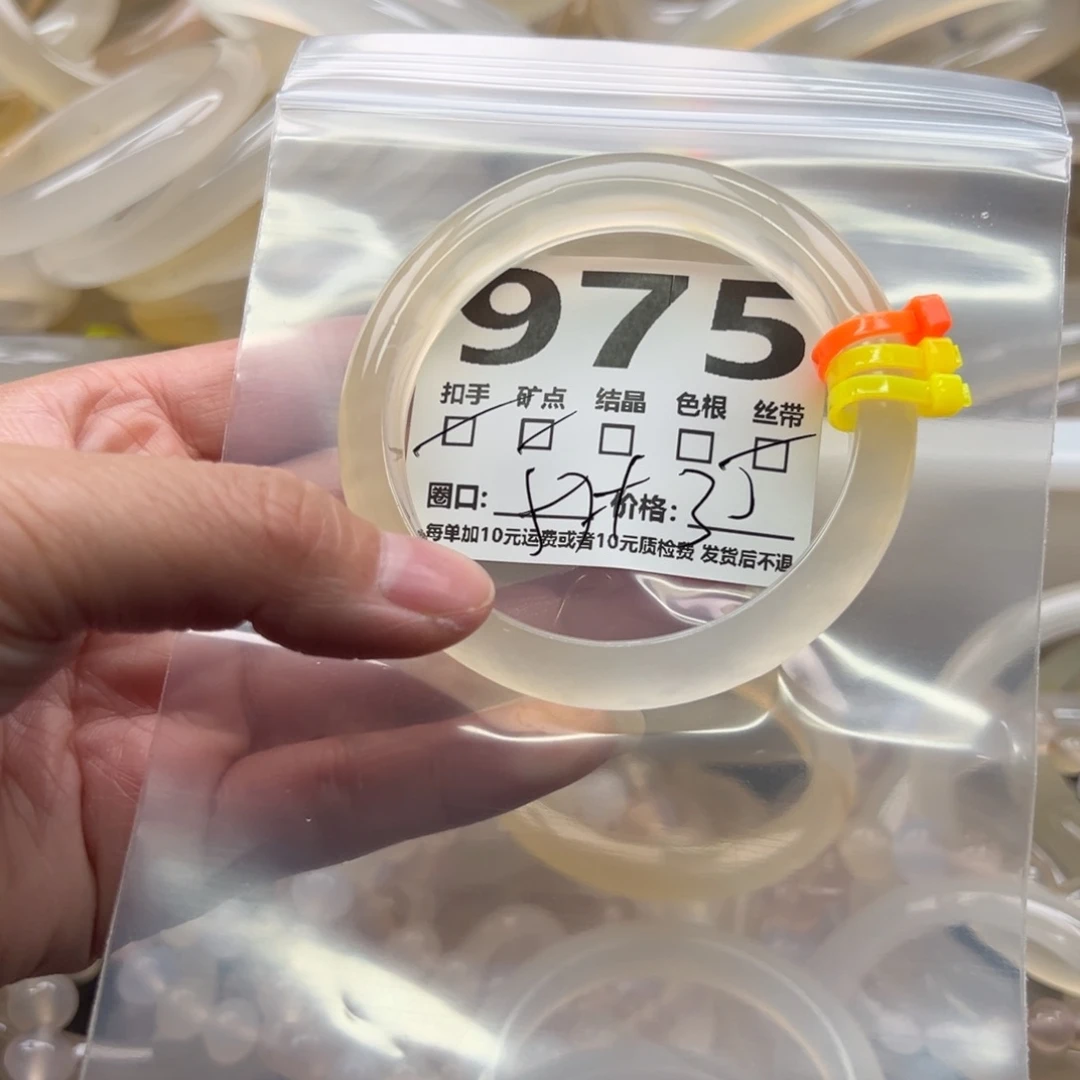 975
扣手 矿点 结晶 色根 丝带
圈口: 价格:
每单加10元运费或者10元质检费 发货后不退